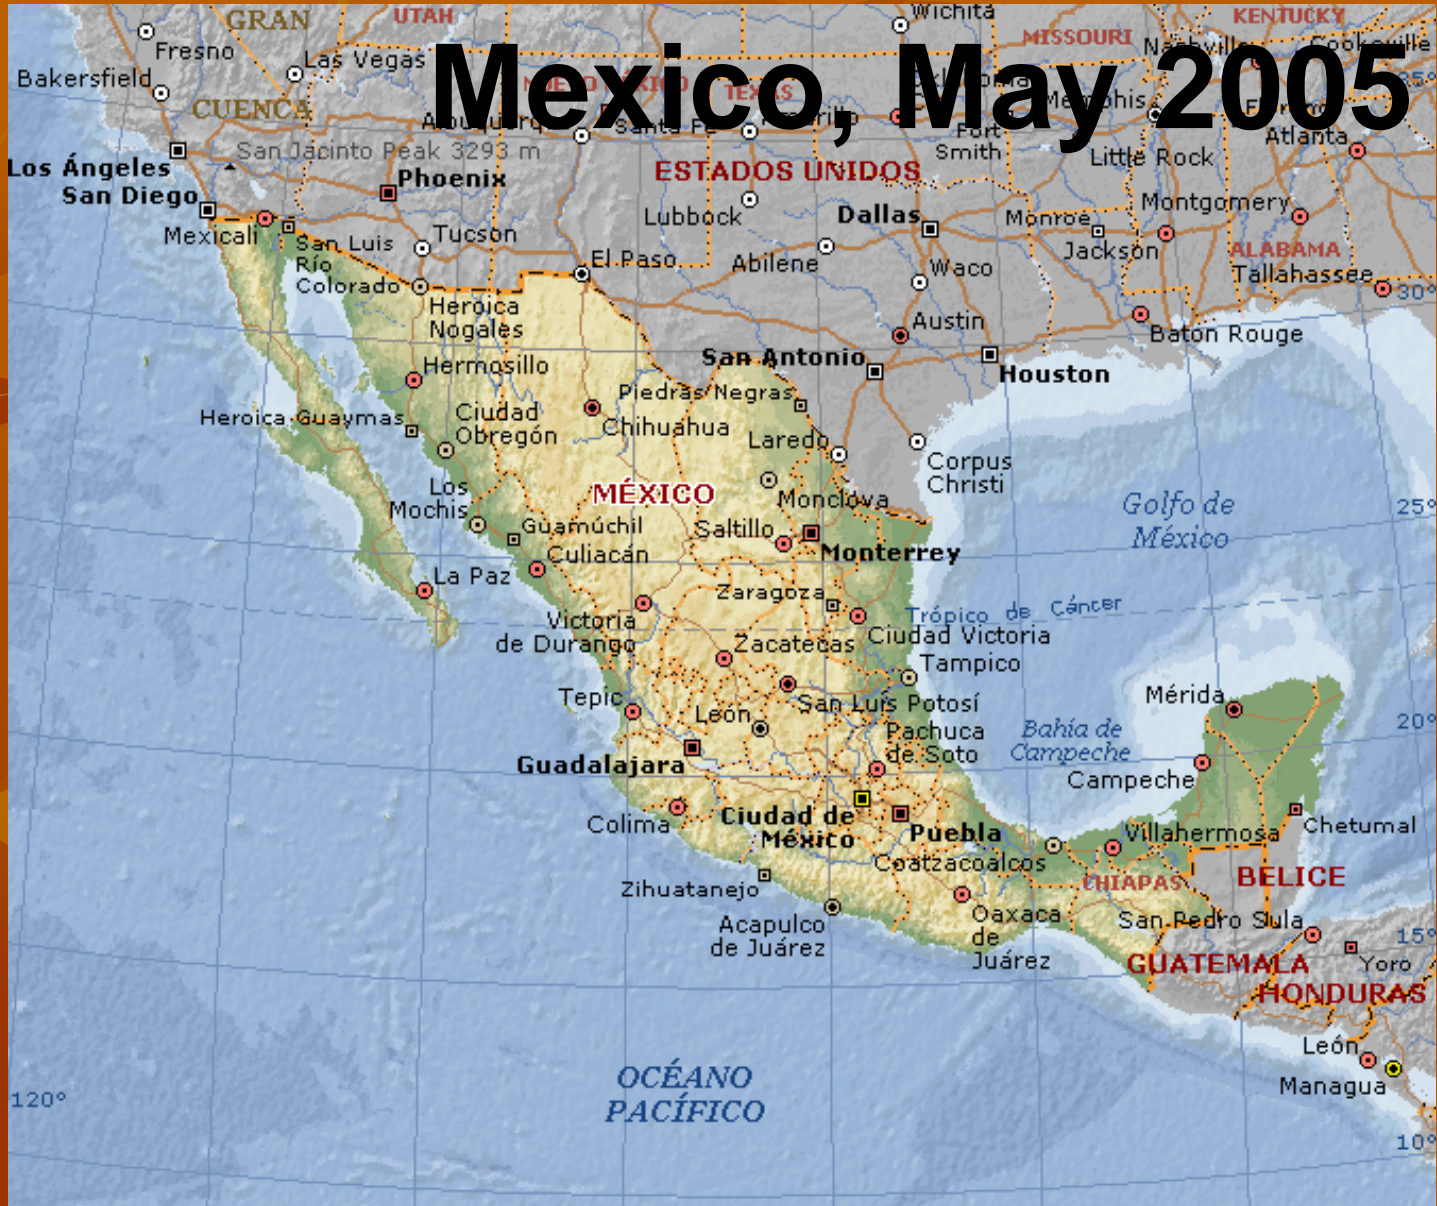 Mexico, May 2005
GRAN
CUENCA
UTAH
Wichita
KENTUCKY
MISSOURI
Nashville
Cookeville
Fresno
Las Vegas
Bakersfield
TEXAS
35°
Memphis
Santa Fe
Fort
Smith
Atlanta
San Jacinto Peak 3293 m
Little Rock
Los Ángeles
ESTADOS UNIDOS
Phoenix
San Diego
Lubbock
Dallas
Monroe
Montgomery
Mexicali
San Luis
Río
Colorado
Tucson
El Paso
Abilene
Waco
Jackson
ALABAMA
Tallahassee
30°
Heroica
Nogales
Austin
Baton Rouge
San Antonio
Houston
Hermosillo
Piedras Negras
Heroica Guaymas
Ciudad
Obregón
Chihuahua
Laredo
Corpus
Christi
Los
Mochis
MÉXICO
Monclova
Golfo de
México
25°
Guamúchil
Saltillo
Monterrey
Culiacán
La Paz
Zaragoza
Trópico de Cáncer
Victoria
de Durango
Zacatecas
Ciudad Victoria
Tampico
Tepic
León
San Luis Potosí
Mérida
Pachuca
de Soto
Bahía de
Campeche
20°
Guadalajara
Campeche
Colima
Ciudad de
México
Puebla
Villahermosa
Chetumal
Coatzacoalcos
Zihuatanejo
CHIAPAS
BELICE
Acapulco
de Juárez
Oaxaca
de
Juárez
San Pedro Sula
15°
GUATEMALA
Yoro
HONDURAS
León
Managua
OCÉANO
PACÍFICO
120°
10°